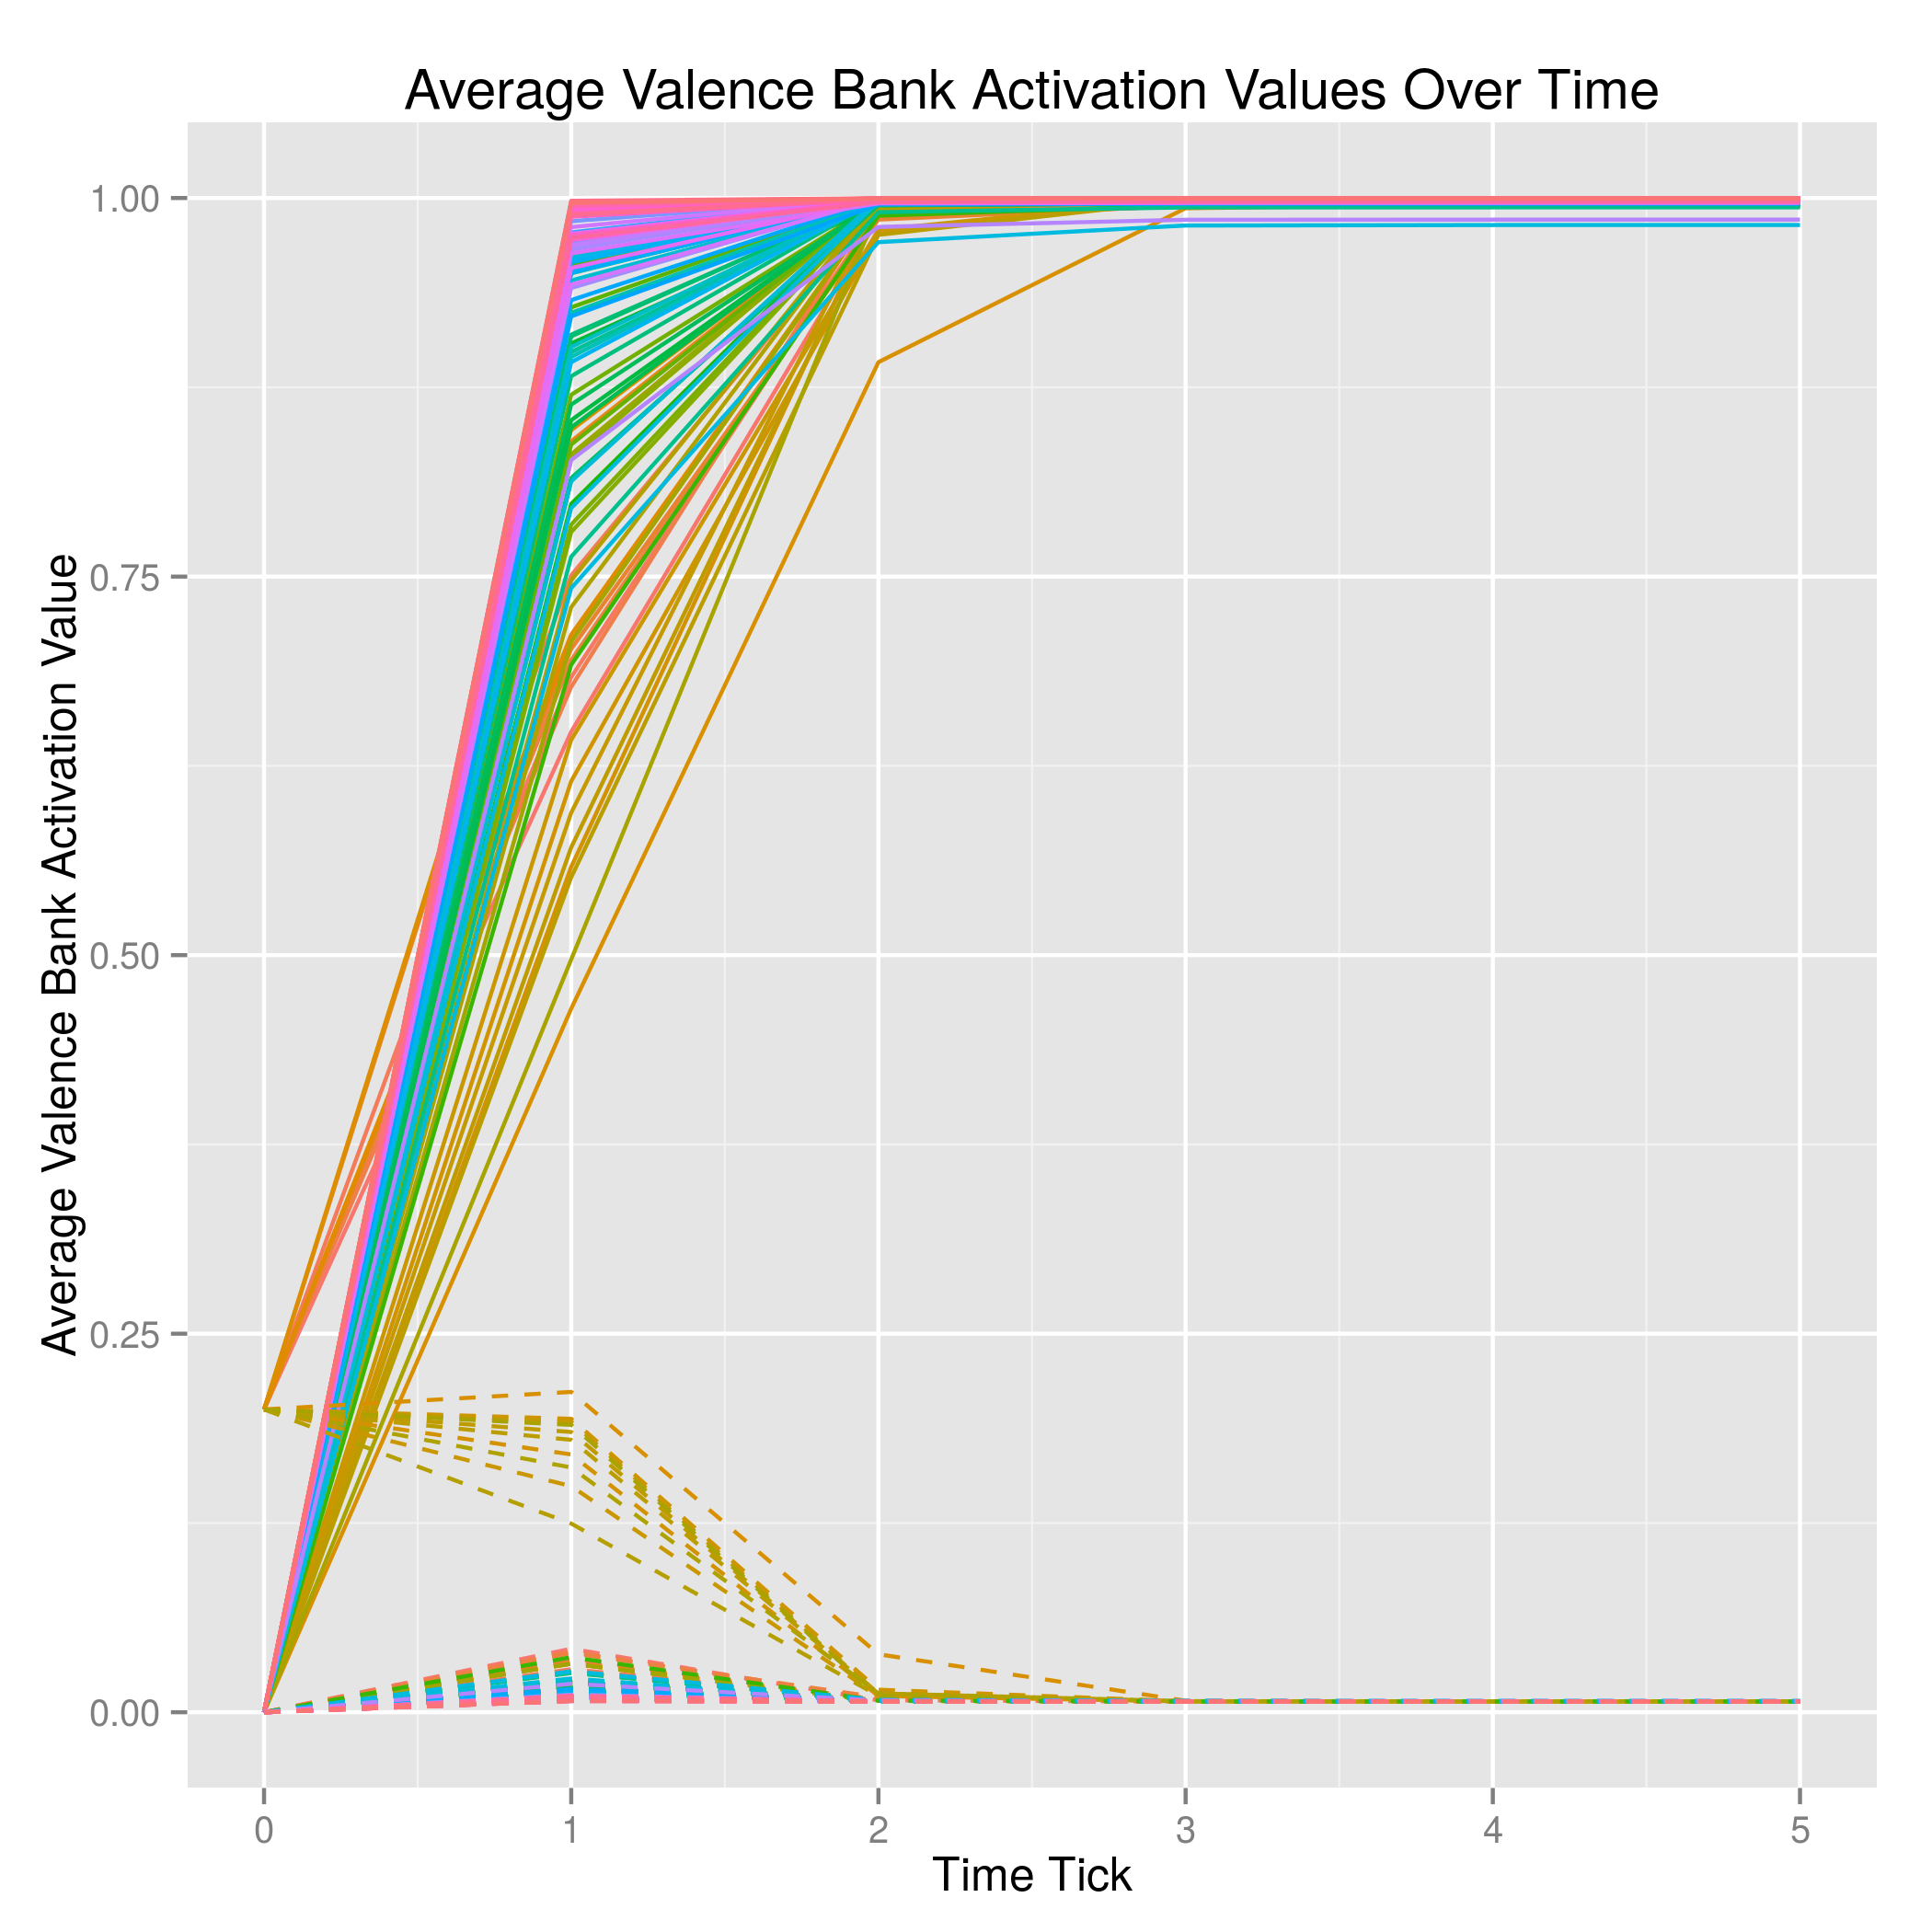 Average Valence Bank Activation Values Over Time
Average Valence Bank Activation Value
1.00
0.75
0.50
0.25
0.00
0 1 2 3 4 5
Time Tick